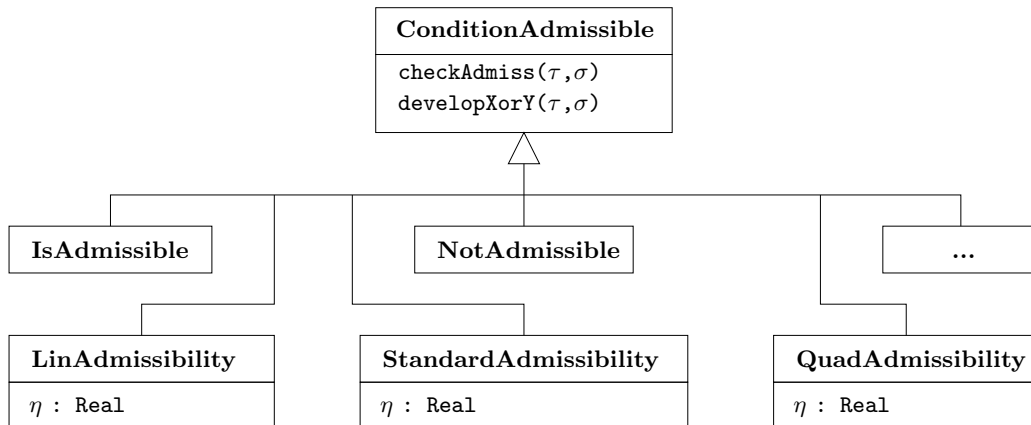 ConditionAdmissible
checkAdmiss(τ,σ)
developXorY(τ,σ)
IsAdmissible
NotAdmissible
...
LinAdmissibility
η : Real
StandardAdmissibility
η : Real
QuadAdmissibility
η : Real